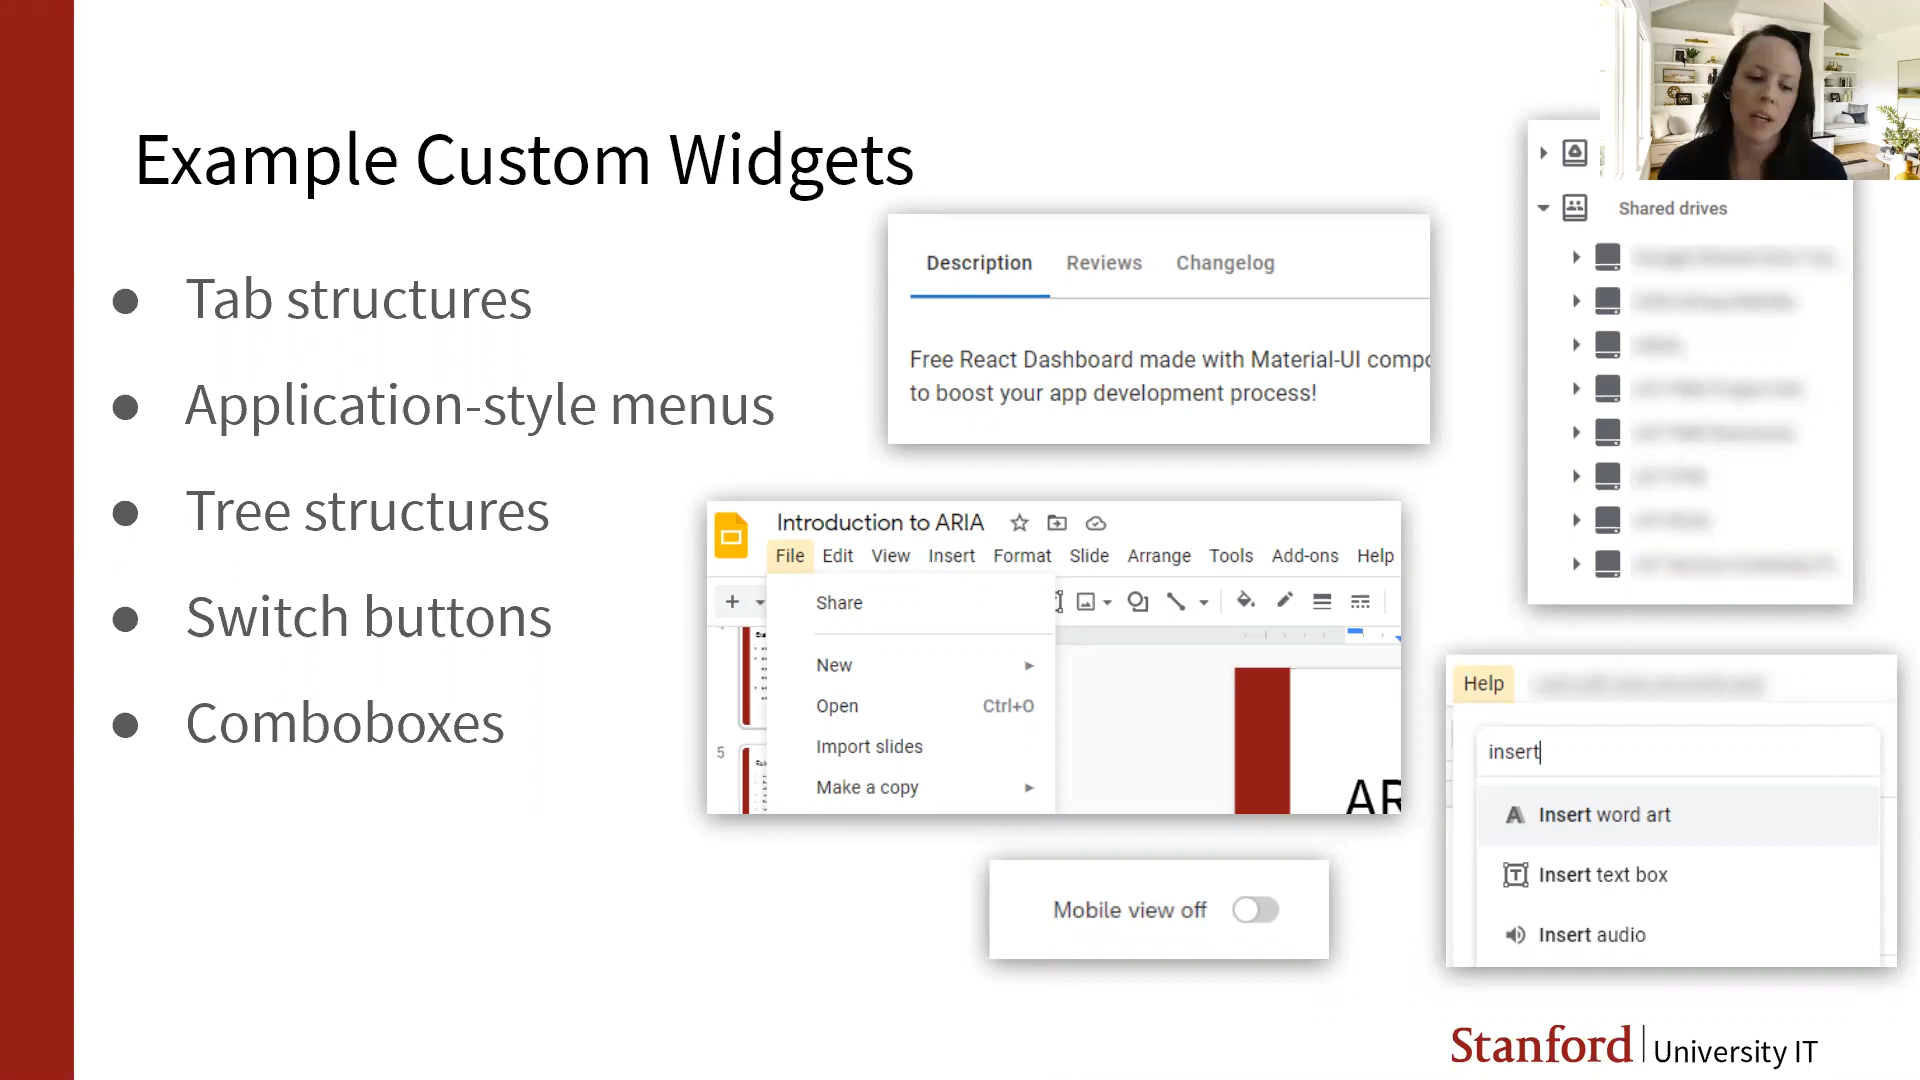 Example Custom Widgets
Tab structures
Application-style menus
Tree structures
Switch buttons
Comboboxes
Description Reviews Changelog
Free React Dashboard made with Material-UI compo
to boost your app development process!
Shared drives
Introduction to ARIA
File Edit View Insert Format Slide Arrange Tools Add-ons Help
Share
New
Open Ctrl+O
Import slides
Make a copy
5
AR
Mobile view off
Help
insert
Insert word art
Insert text box
Insert audio
Stanford University IT